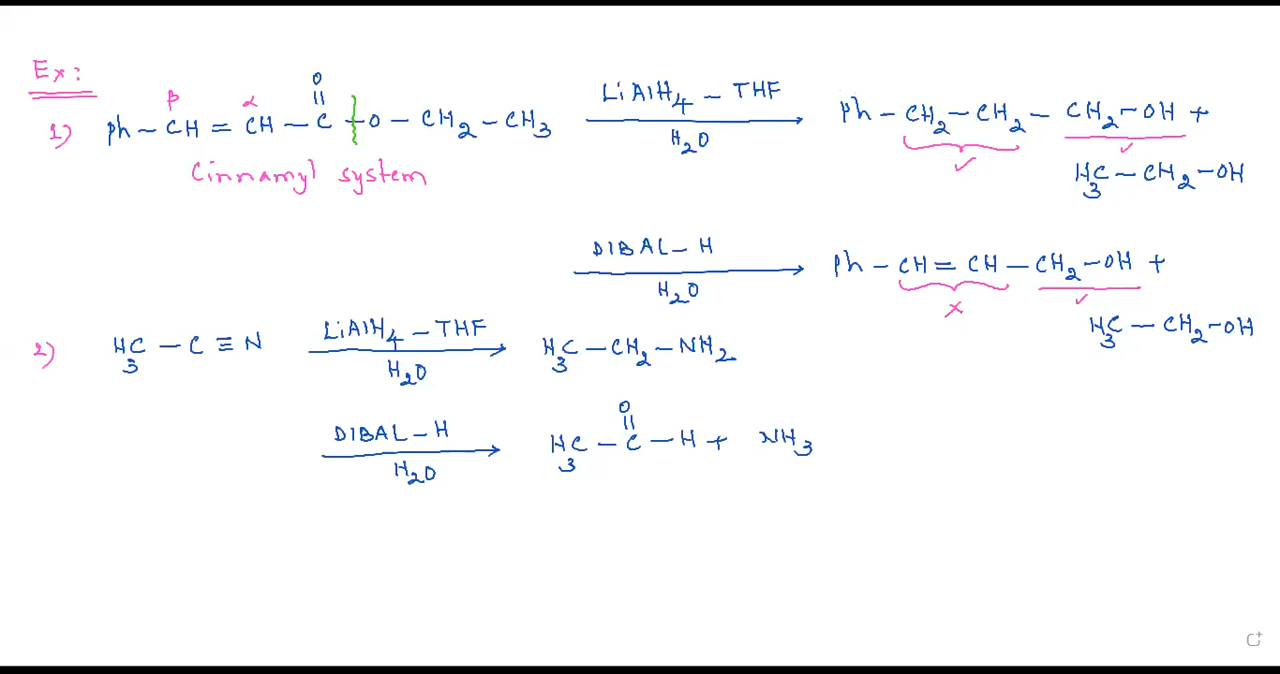 Ex:
1) Ph – CH = CH – C – O – CH2 – CH3
β α O
Cinnamyl system
LiAlH4 – THF
H2O
Ph – CH2 – CH2 – CH2 – OH +
✓ ✓
H3C – CH2 – OH
DIBAL – H
H2O
Ph – CH = CH – CH2 – OH +
× ✓
H3C – CH2 – OH
2) H3C – C ≡ N
LiAlH4 – THF
H2O
H3C – CH2 – NH2
DIBAL – H
H2O
O
H3C – C – H + NH3